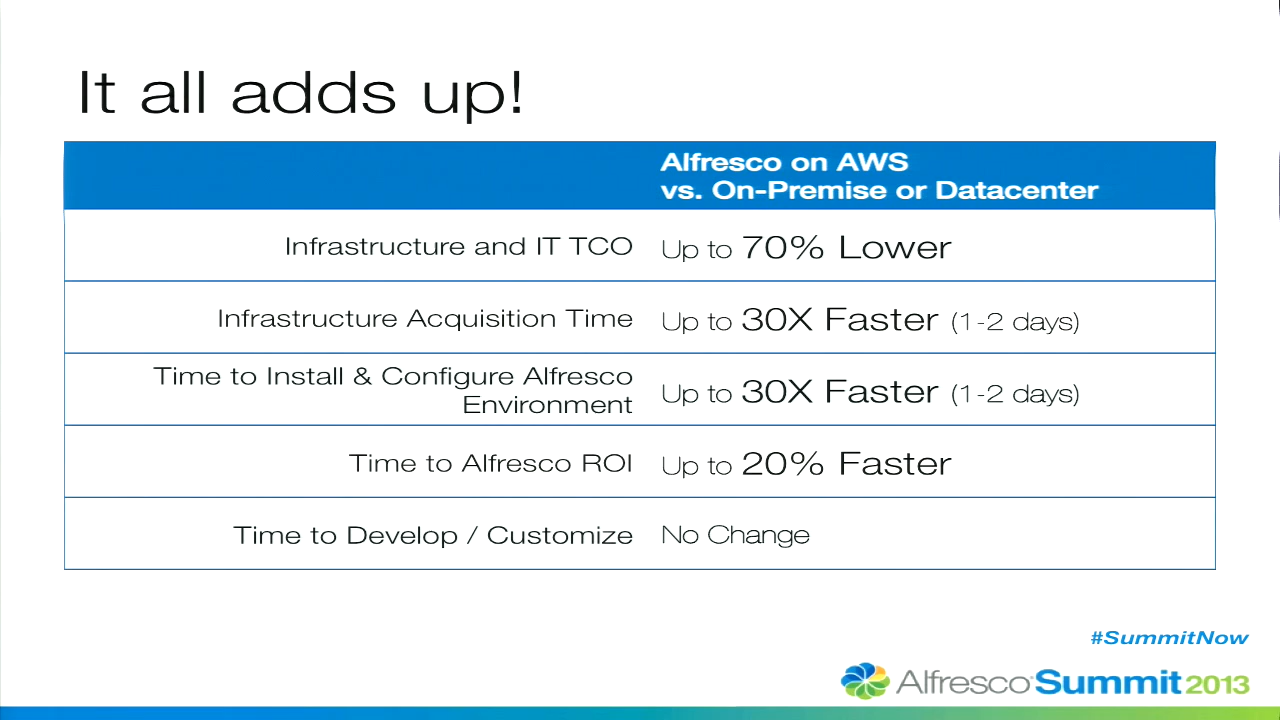 It all adds up!
Alfresco on AWS
vs. On-Premise or Datacenter
Infrastructure and IT TCO Up to 70% Lower
Infrastructure Acquisition Time Up to 30X Faster (1-2 days)
Time to Install & Configure Alfresco
Environment Up to 30X Faster (1-2 days)
Time to Alfresco ROI Up to 20% Faster
Time to Develop / Customize No Change
#SummitNow
Alfresco Summit 2013